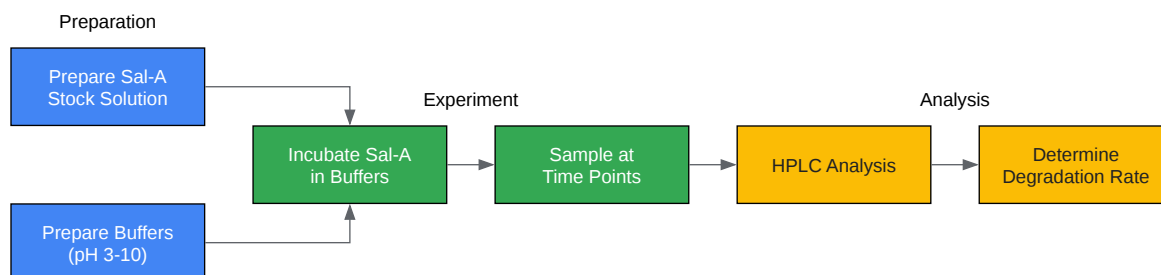 Preparation
Prepare Sal-A
Stock Solution
Prepare Buffers
(pH 3-10)
Experiment
Incubate Sal-A
in Buffers
Sample at
Time Points
Analysis
HPLC Analysis
Determine
Degradation Rate